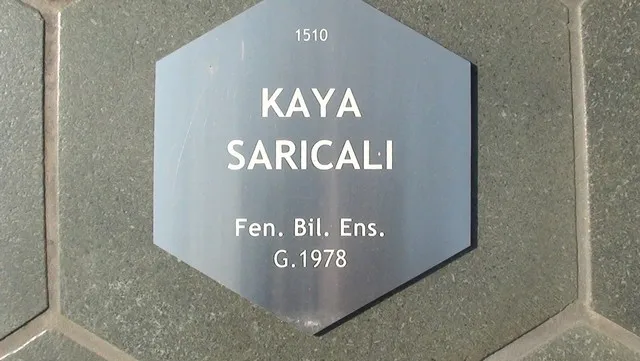 1510
KAYA
SARICALI
Fen. Bil. Ens.
G.1978